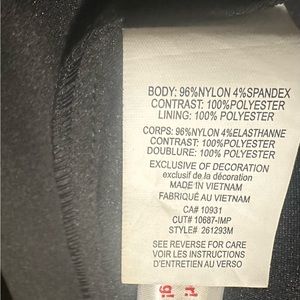 BODY: 96%NYLON 4%SPANDEX
CONTRAST: 100%POLYESTER
LINING: 100% POLYESTER
CORPS: 96%NYLON 4%ELASTHANNE
CONTRAST: 100%POLYESTER
DOUBLURE: 100% POLYESTER
EXCLUSIVE OF DECORATION
exclusif de la décoration
MADE IN VIETNAM
FABRIQUÉ AU VIETNAM
CA# 10931
CUT# 10687-IMP
STYLE# 261293M
SEE REVERSE FOR CARE
VOIR LES INSTRUCTIONS
D'ENTRETIEN AU VERSO